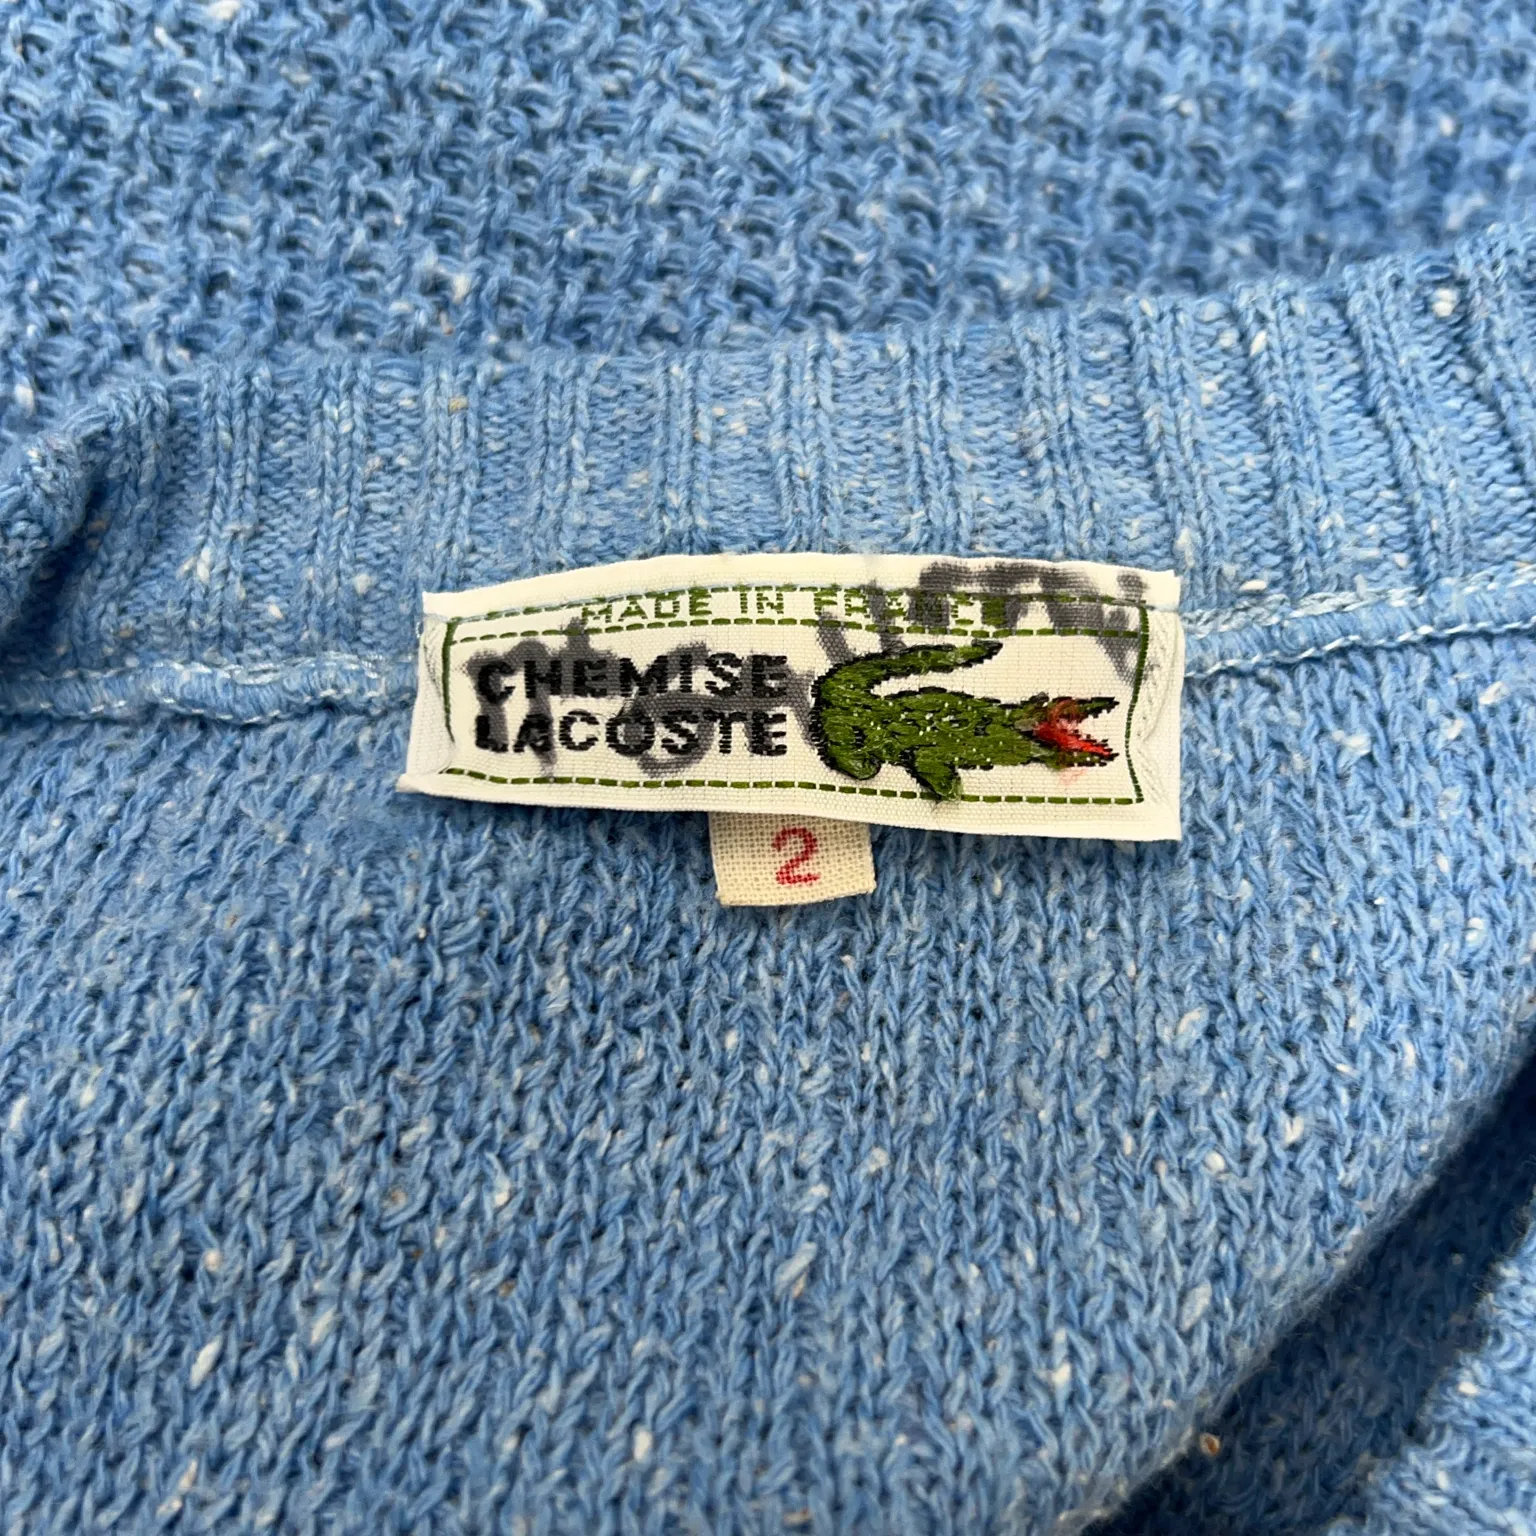 MADE IN FRANCE
CHEMISE
LACOSTE
2